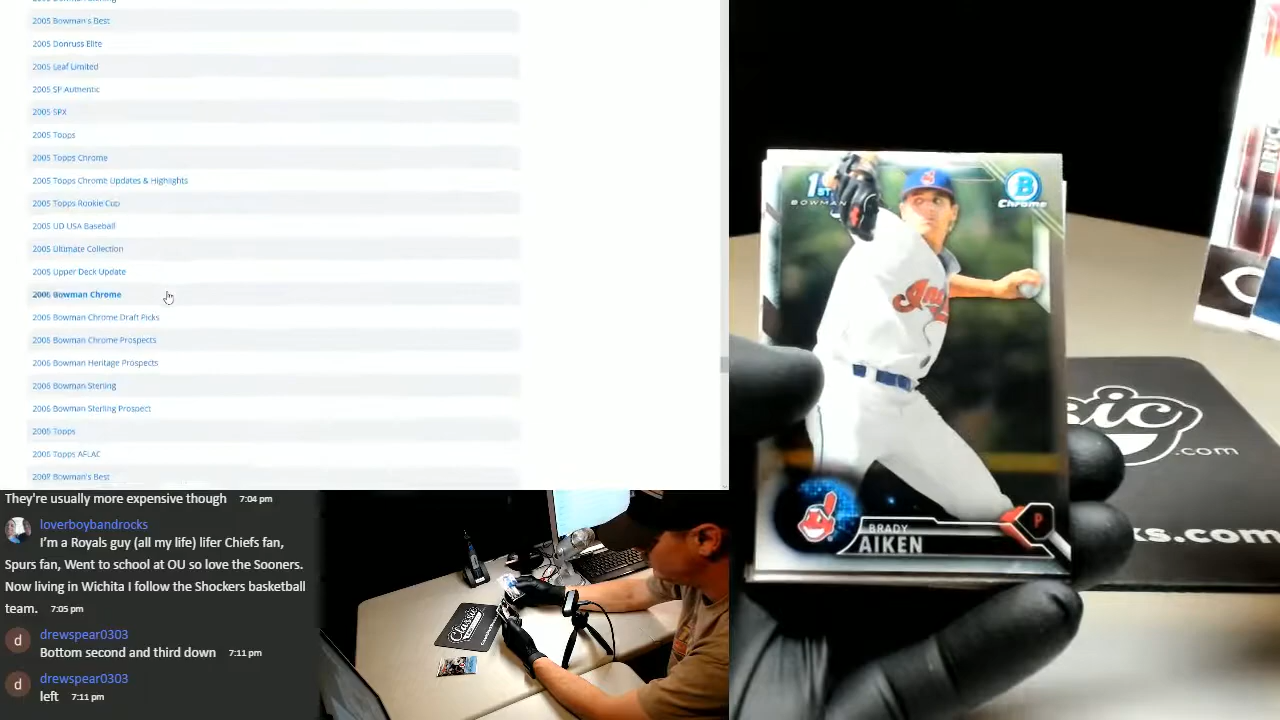 2005 Bowman's Best
2005 Donruss Elite
2005 Leaf Limited
2005 SP Authentic
2005 SPX
2005 Topps
2005 Topps Chrome
2005 Topps Chrome Updates & Highlights
2005 Topps Rookie Cup
2005 UD USA Baseball
2005 Ultimate Collection
2005 Upper Deck Update
2006 Bowman Chrome
2006 Bowman Chrome Draft Picks
2006 Bowman Chrome Prospects
2006 Bowman Heritage Prospects
2006 Bowman Sterling
2006 Bowman Sterling Prospect
2006 Topps
2006 Topps AFLAC
Bowman's Best
They're usually more expensive though 7:04 pm
loverboybandrocks
I'm a Royals guy (all my life) lifer Chiefs fan,
Spurs fan, Went to school at OU so love the Sooners.
Now living in Wichita I follow the Shockers basketball
team. 7:05 pm
d drewspear0303
Bottom second and third down 7:11 pm
d drewspear0303
left 7:11 pm
Classic
1ST
BOWMAN
B
Chrome
P
BRADY
AIKEN
sic
.com
ks.com
BRUC